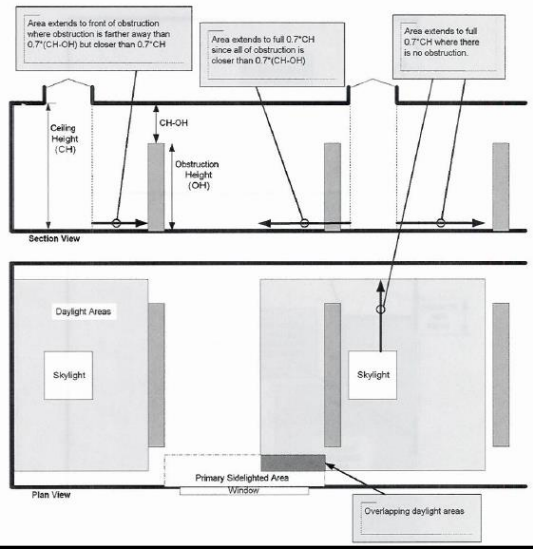 Area extends to front of obstruction
where obstruction is farther away than
0.7*(CH-OH) but closer than 0.7*CH
Area extends to full 0.7*CH
since all of obstruction is
closer than 0.7*(CH-OH)
Area extends to full
0.7*CH where there
is no obstruction.
Ceiling
Height
(CH)
CH-OH
Obstruction
Height
(OH)
Section View
Daylight Areas
Skylight
Skylight
Primary Sidelighted Area
Window
Plan View
Overlapping daylight areas